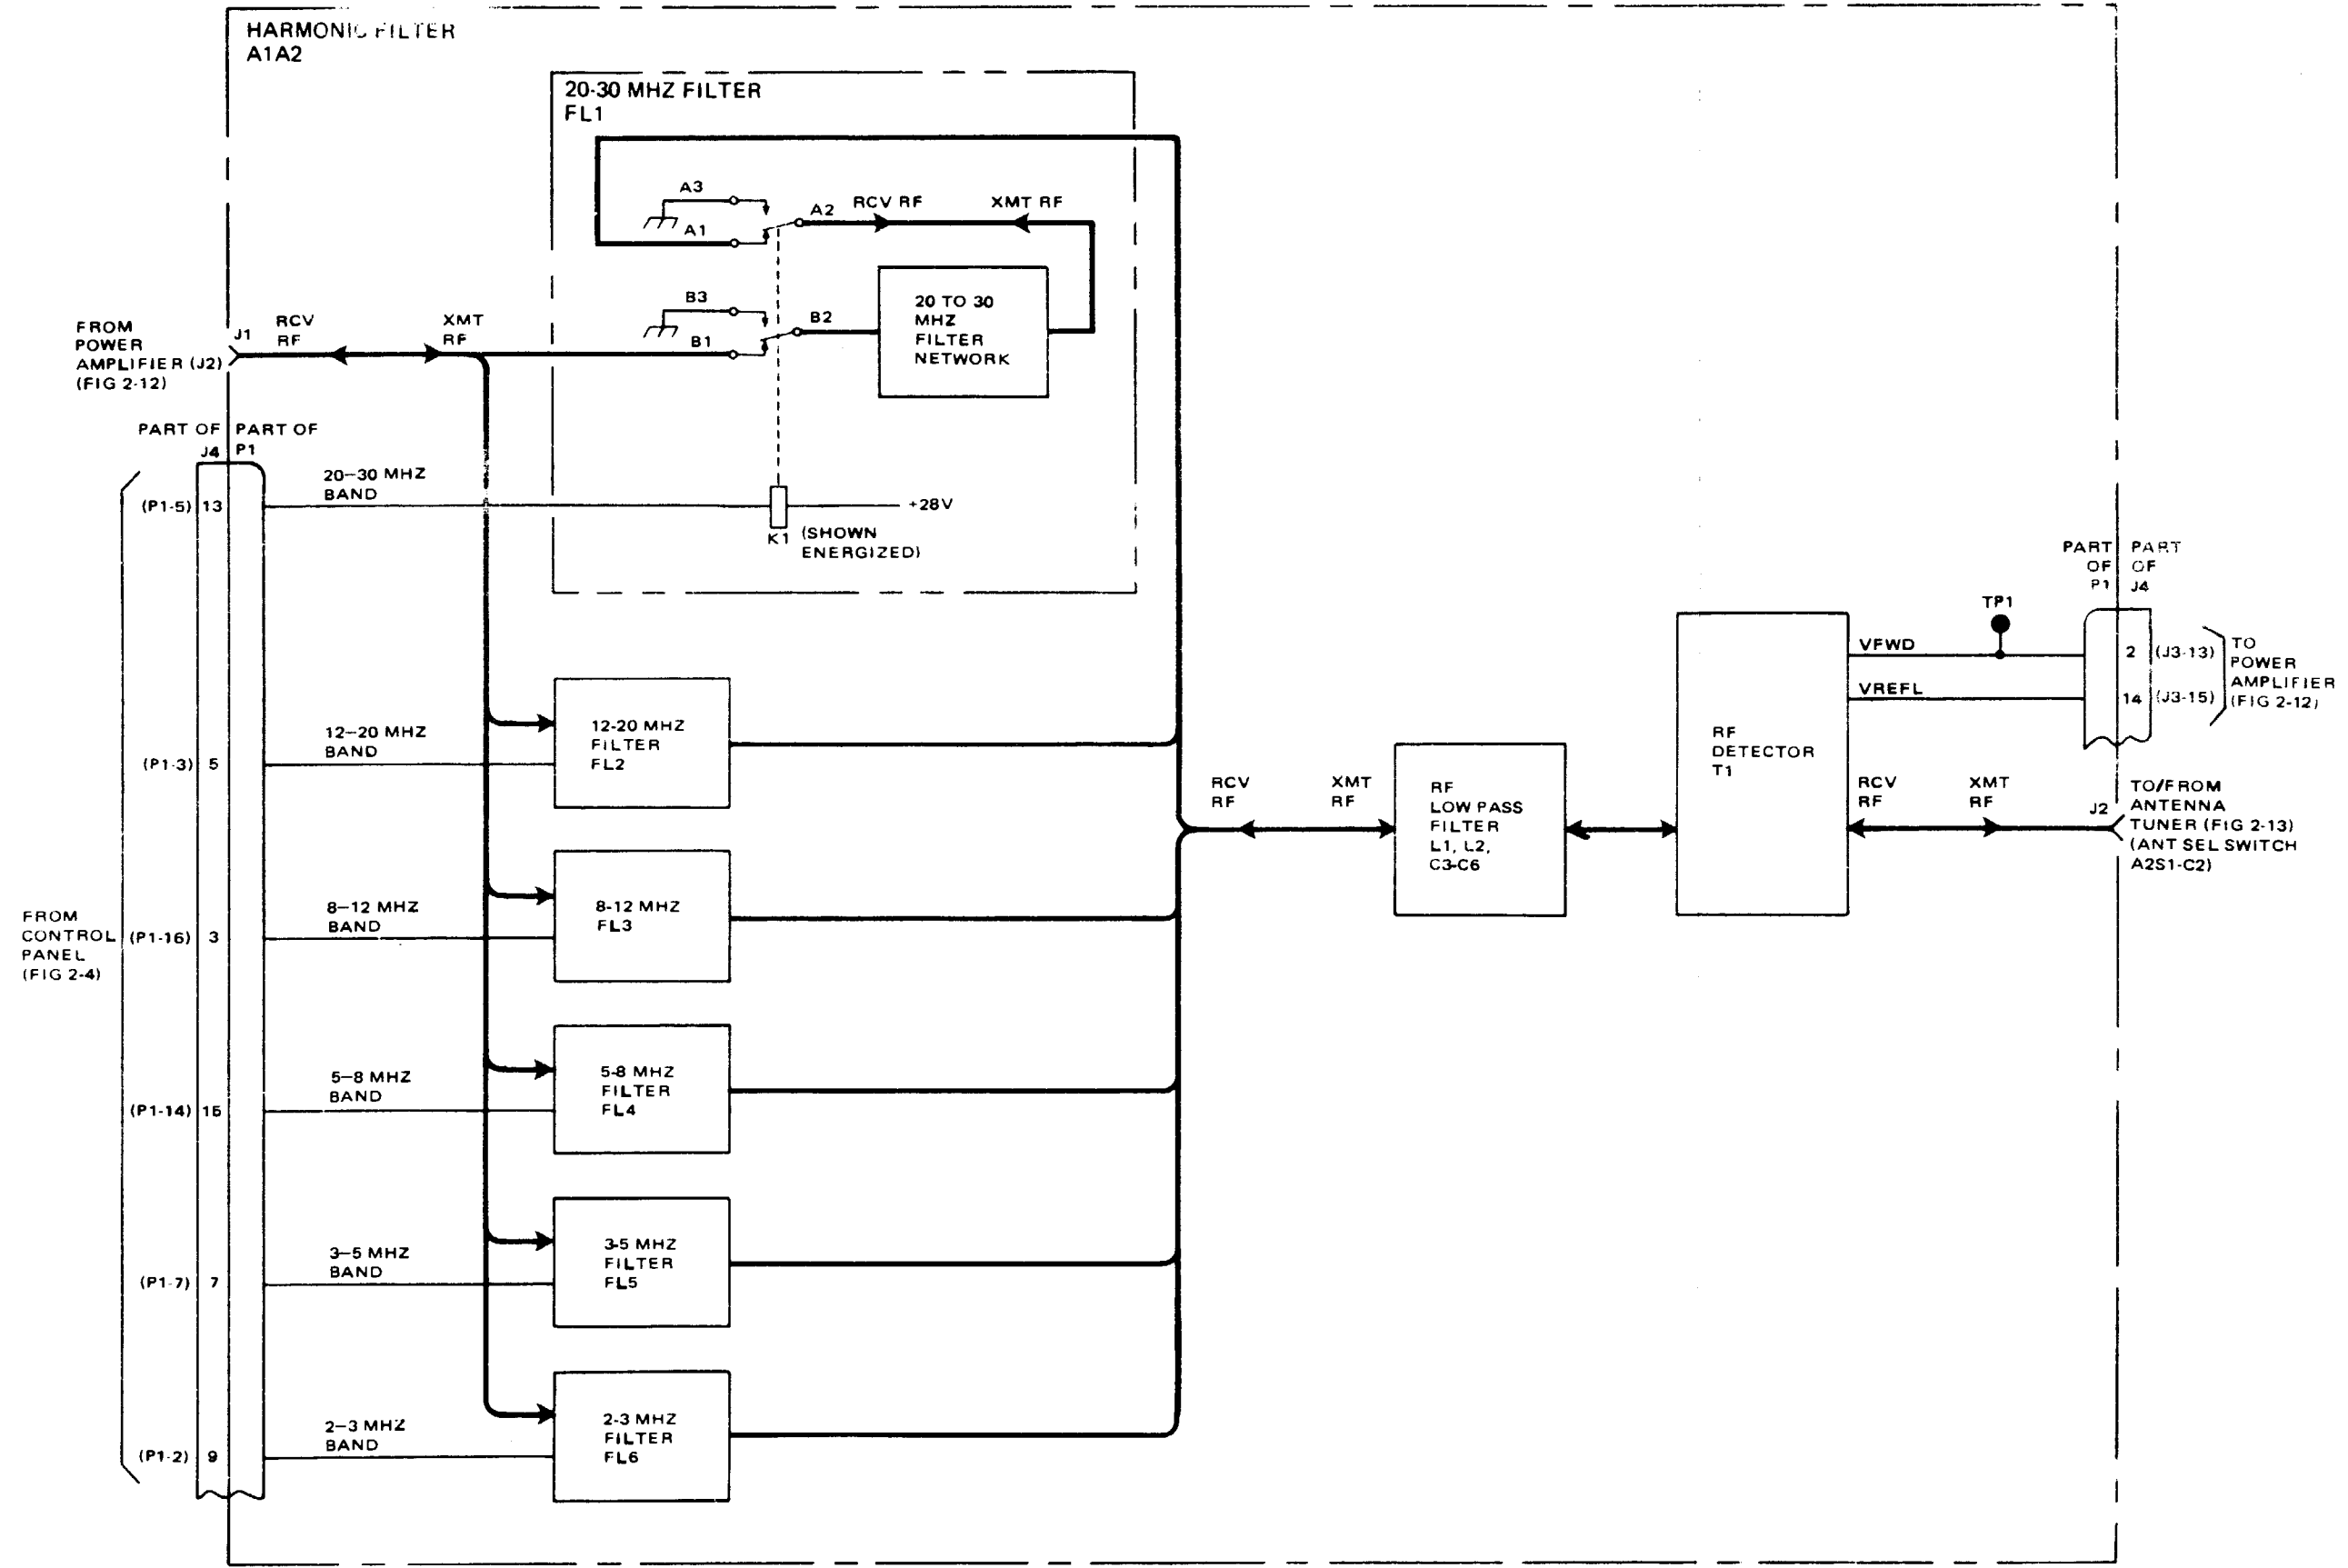 HARMONIC FILTER
A1A2
20-30 MHZ FILTER
FL1
A3
A1
A2
RCV RF
XMT RF
B3
B1
B2
20 TO 30
MHZ
FILTER
NETWORK
FROM
POWER
AMPLIFIER (J2)
(FIG 2-12)
J1
RCV
RF
XMT
RF
PART OF
J4
PART OF
P1
20–30 MHZ
BAND
(P1-5)
13
+28V
K1
(SHOWN
ENERGIZED)
12–20 MHZ
BAND
(P1-3)
5
12-20 MHZ
FILTER
FL2
8–12 MHZ
BAND
(P1-16)
3
8-12 MHZ
FL3
FROM
CONTROL
PANEL
(FIG 2-4)
5–8 MHZ
BAND
(P1-14)
15
5-8 MHZ
FILTER
FL4
3–5 MHZ
BAND
(P1-7)
7
3-5 MHZ
FILTER
FL5
2–3 MHZ
BAND
(P1-2)
9
2-3 MHZ
FILTER
FL6
RCV
RF
XMT
RF
RF
LOW PASS
FILTER
L1, L2,
C3-C6
RF
DETECTOR
T1
VFWD
TP1
VREFL
PART
OF
P1
PART
OF
J4
2
(J3-13)
14
(J3-15)
TO
POWER
AMPLIFIER
(FIG 2-12)
RCV
RF
XMT
RF
J2
TO/FROM
ANTENNA
TUNER (FIG 2-13)
(ANT SEL SWITCH
A2S1-C2)